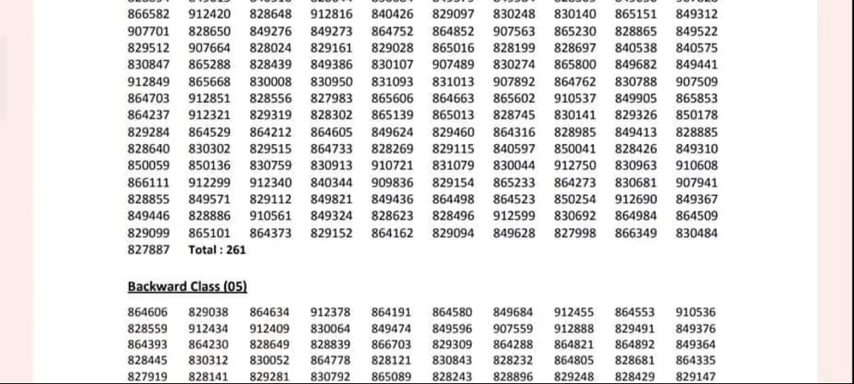 866582 912420 828648 912816 840426 829097 830248 830140 865151 849312
907701 828650 849276 849273 864752 864852 907563 865230 828865 849522
829512 907664 828024 829161 829028 865016 828199 828697 840538 840575
830847 865288 828439 849386 830107 907489 830274 865800 849682 849441
912849 865668 830008 830950 831093 831013 907892 864762 830788 907509
864703 912851 828556 827983 865606 864663 865602 910537 849905 865853
864237 912321 829319 828302 865139 865013 828745 830141 829326 850178
829284 864529 864212 864605 849624 829460 864316 828985 849413 828885
828640 830302 829515 864733 828269 829115 840597 850041 828426 849310
850059 850136 830759 830913 910721 831079 830044 912750 830963 910608
866111 912299 912340 840344 909836 829154 865233 864273 830681 907941
828855 849571 829112 849821 849436 864498 864523 850254 912690 849367
849446 828886 910561 849324 828623 828496 912599 830692 864984 864509
829099 865101 864373 829152 864162 829094 849628 827998 866349 830484
827887 Total : 261
Backward Class (05)
864606 829038 864634 912378 864191 864580 849684 912455 864553 910536
828559 912434 912409 830064 849474 849596 907559 912888 829491 849376
864393 864230 828649 828839 866703 829309 864288 864821 864892 849364
828445 830312 830052 864778 828121 830843 828232 864805 828681 864335
827919 828141 829281 830792 865089 828243 828896 829248 828429 829147